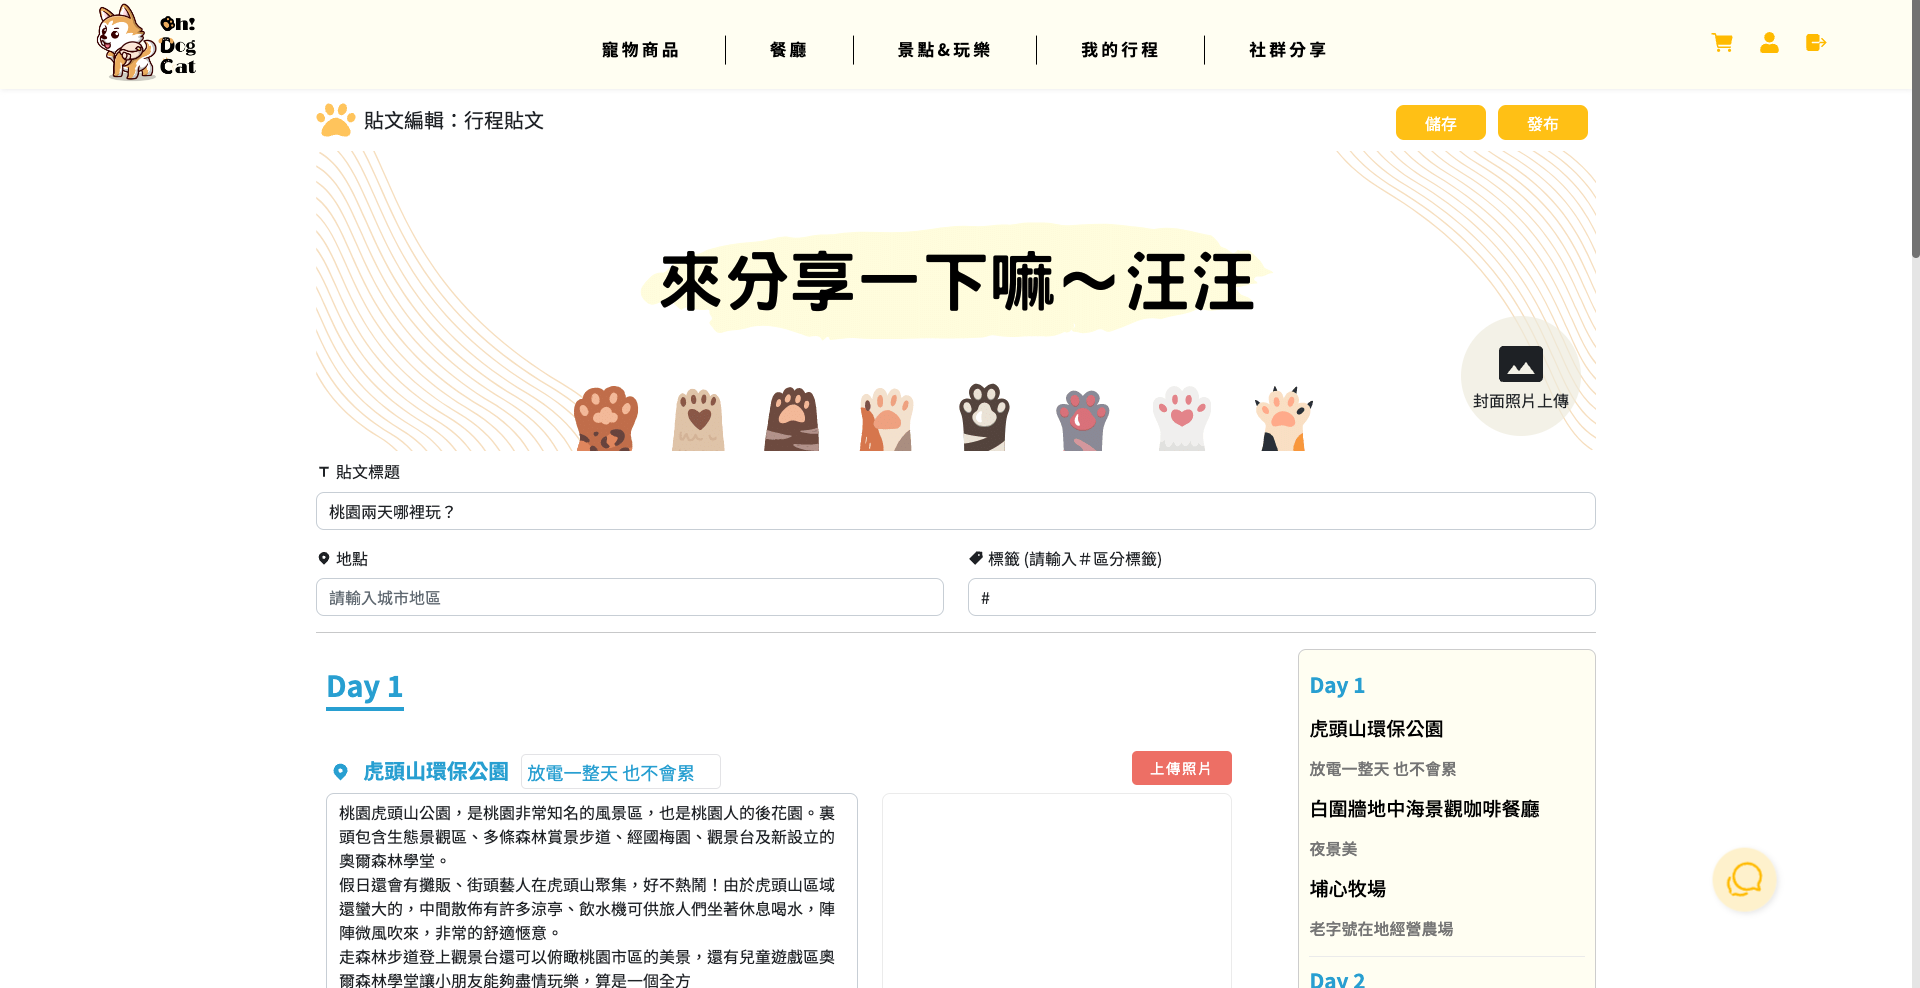 Oh!
Dog
Cat
寵物商品
餐廳
景點&玩樂
我的行程
社群分享
貼文編輯：行程貼文
儲存
發布
來分享一下嘛～汪汪
封面照片上傳
貼文標題
桃園兩天哪裡玩？
地點
請輸入城市地區
標籤 (請輸入＃區分標籤)
#
Day 1
虎頭山環保公園
放電一整天 也不會累
上傳照片
桃園虎頭山公園，是桃園非常知名的風景區，也是桃園人的後花園。裏
頭包含生態景觀區、多條森林賞景步道、經國梅園、觀景台及新設立的
奧爾森林學堂。
假日還會有攤販、街頭藝人在虎頭山聚集，好不熱鬧！由於虎頭山區域
還蠻大的，中間散佈有許多涼亭、飲水機可供旅人們坐著休息喝水，陣
陣微風吹來，非常的舒適愜意。
走森林步道登上觀景台還可以俯瞰桃園市區的美景，還有兒童遊戲區奧
爾森林學堂讓小朋友能夠盡情玩樂，算是一個全方
Day 1
虎頭山環保公園
放電一整天 也不會累
白圍牆地中海景觀咖啡餐廳
夜景美
埔心牧場
老字號在地經營農場
Day 2